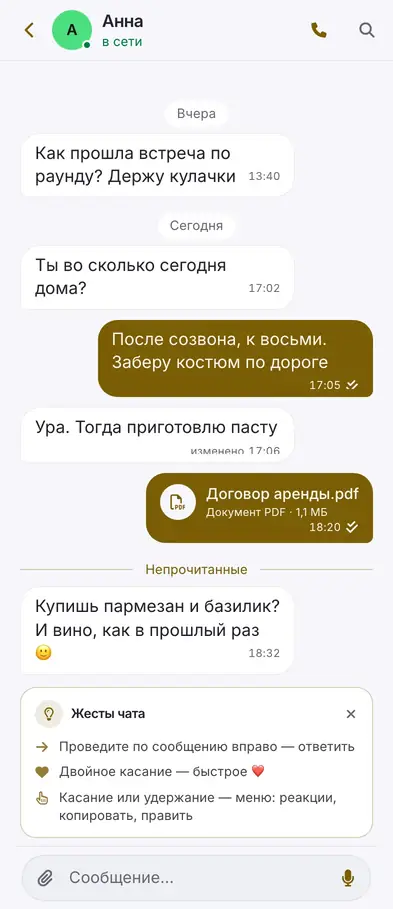 А
Анна
в сети
Вчера
Как прошла встреча по
раунду? Держу кулачки 13:40
Сегодня
Ты во сколько сегодня
дома? 17:02
После созвона, к восьми.
Заберу костюм по дороге
17:05
Ура. Тогда приготовлю пасту
изменено 17:06
PDF
Договор аренды.pdf
Документ PDF · 1,1 МБ
18:20
Непрочитанные
Купишь пармезан и базилик?
И вино, как в прошлый раз
🙂 18:32
Жесты чата
Проведите по сообщению вправо — ответить
Двойное касание — быстрое ❤️
Касание или удержание — меню: реакции,
копировать, править
Сообщение...